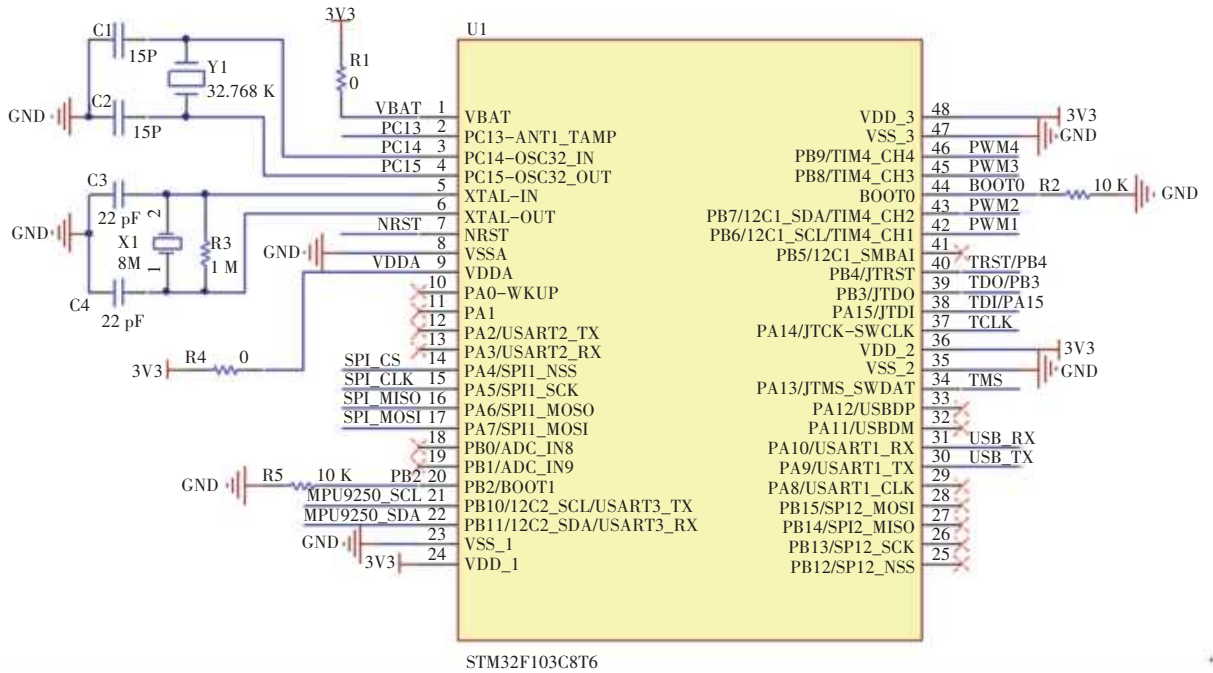 3V3
U1
C1
15P
Y1
32.768 K
GND
C2
15P
R1
0
VBAT 1 VBAT
PC13 2 PC13-ANT1_TAMP
PC14 3 PC14-OSC32_IN
PC15 4 PC15-OSC32_OUT
5 XTAL-IN
6 XTAL-OUT
NRST 7 NRST
GND 8 VSSA
VDDA 9 VDDA
10 PA0-WKUP
11 PA1
12 PA2/USART2_TX
13 PA3/USART2_RX
SPI_CS 14 PA4/SPI1_NSS
SPI_CLK 15 PA5/SPI1_SCK
SPI_MISO 16 PA6/SPI1_MOSO
SPI_MOSI 17 PA7/SPI1_MOSI
18 PB0/ADC_IN8
19 PB1/ADC_IN9
GND R5 10 K PB2 20 PB2/BOOT1
MPU9250_SCL 21 PB10/12C2_SCL/USART3_TX
MPU9250_SDA 22 PB11/12C2_SDA/USART3_RX
GND 23 VSS_1
3V3 24 VDD_1
C3
22 pF
2
GND
X1
8M
1
R3
1 M
C4
22 pF
3V3 R4 0
VDD_3 48 3V3
VSS_3 47 GND
PB9/TIM4_CH4 46 PWM4
PB8/TIM4_CH3 45 PWM3
BOOT0 44 BOOT0 R2 10 K GND
PB7/12C1_SDA/TIM4_CH2 43 PWM2
PB6/12C1_SCL/TIM4_CH1 42 PWM1
PB5/12C1_SMBAI 41
PB4/JTRST 40 TRST/PB4
PB3/JTDO 39 TDO/PB3
PA15/JTDI 38 TDI/PA15
PA14/JTCK-SWCLK 37 TCLK
VDD_2 36 3V3
VSS_2 35 GND
PA13/JTMS_SWDAT 34 TMS
PA12/USBDP 33
PA11/USBDM 32
PA10/USART1_RX 31 USB_RX
PA9/USART1_TX 30 USB_TX
PA8/USART1_CLK 29
PB15/SP12_MOSI 28
PB14/SPI2_MISO 27
PB13/SP12_SCK 26
PB12/SP12_NSS 25
STM32F103C8T6